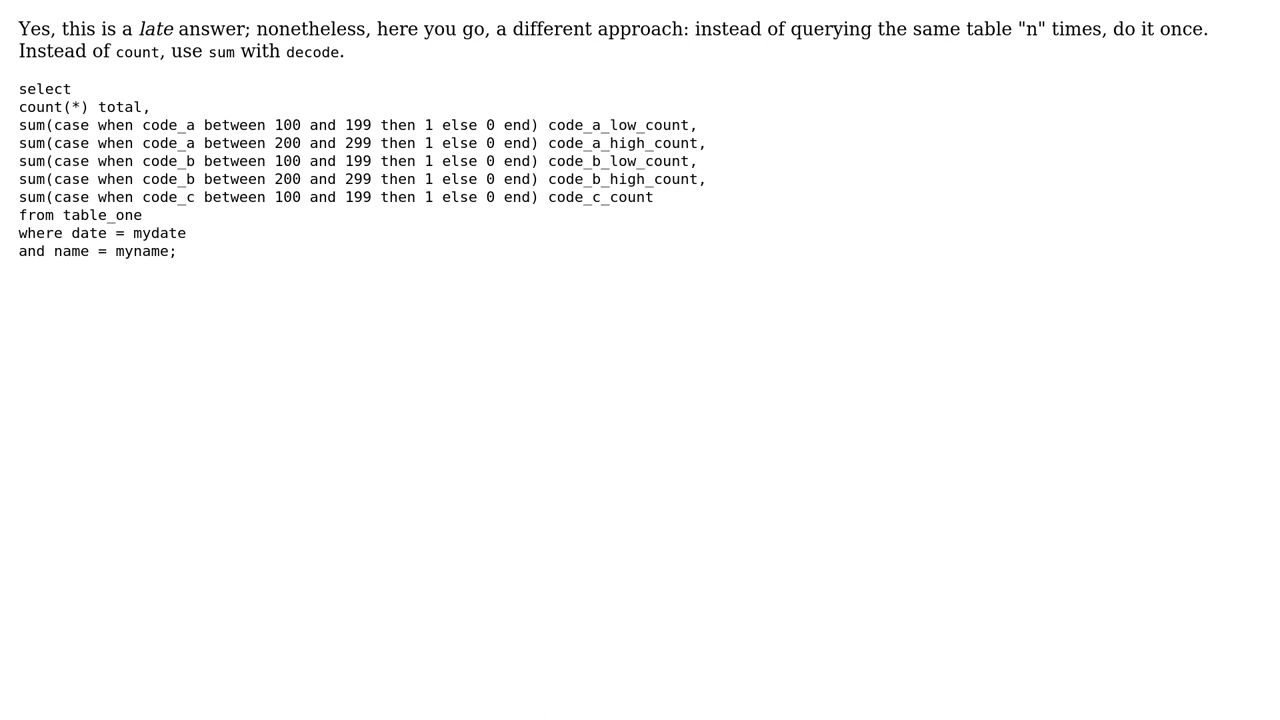 Yes, this is a late answer; nonetheless, here you go, a different approach: instead of querying the same table "n" times, do it once.
Instead of count, use sum with decode.
select
count(*) total,
sum(case when code_a between 100 and 199 then 1 else 0 end) code_a_low_count,
sum(case when code_a between 200 and 299 then 1 else 0 end) code_a_high_count,
sum(case when code_b between 100 and 199 then 1 else 0 end) code_b_low_count,
sum(case when code_b between 200 and 299 then 1 else 0 end) code_b_high_count,
sum(case when code_c between 100 and 199 then 1 else 0 end) code_c_count
from table_one
where date = mydate
and name = myname;